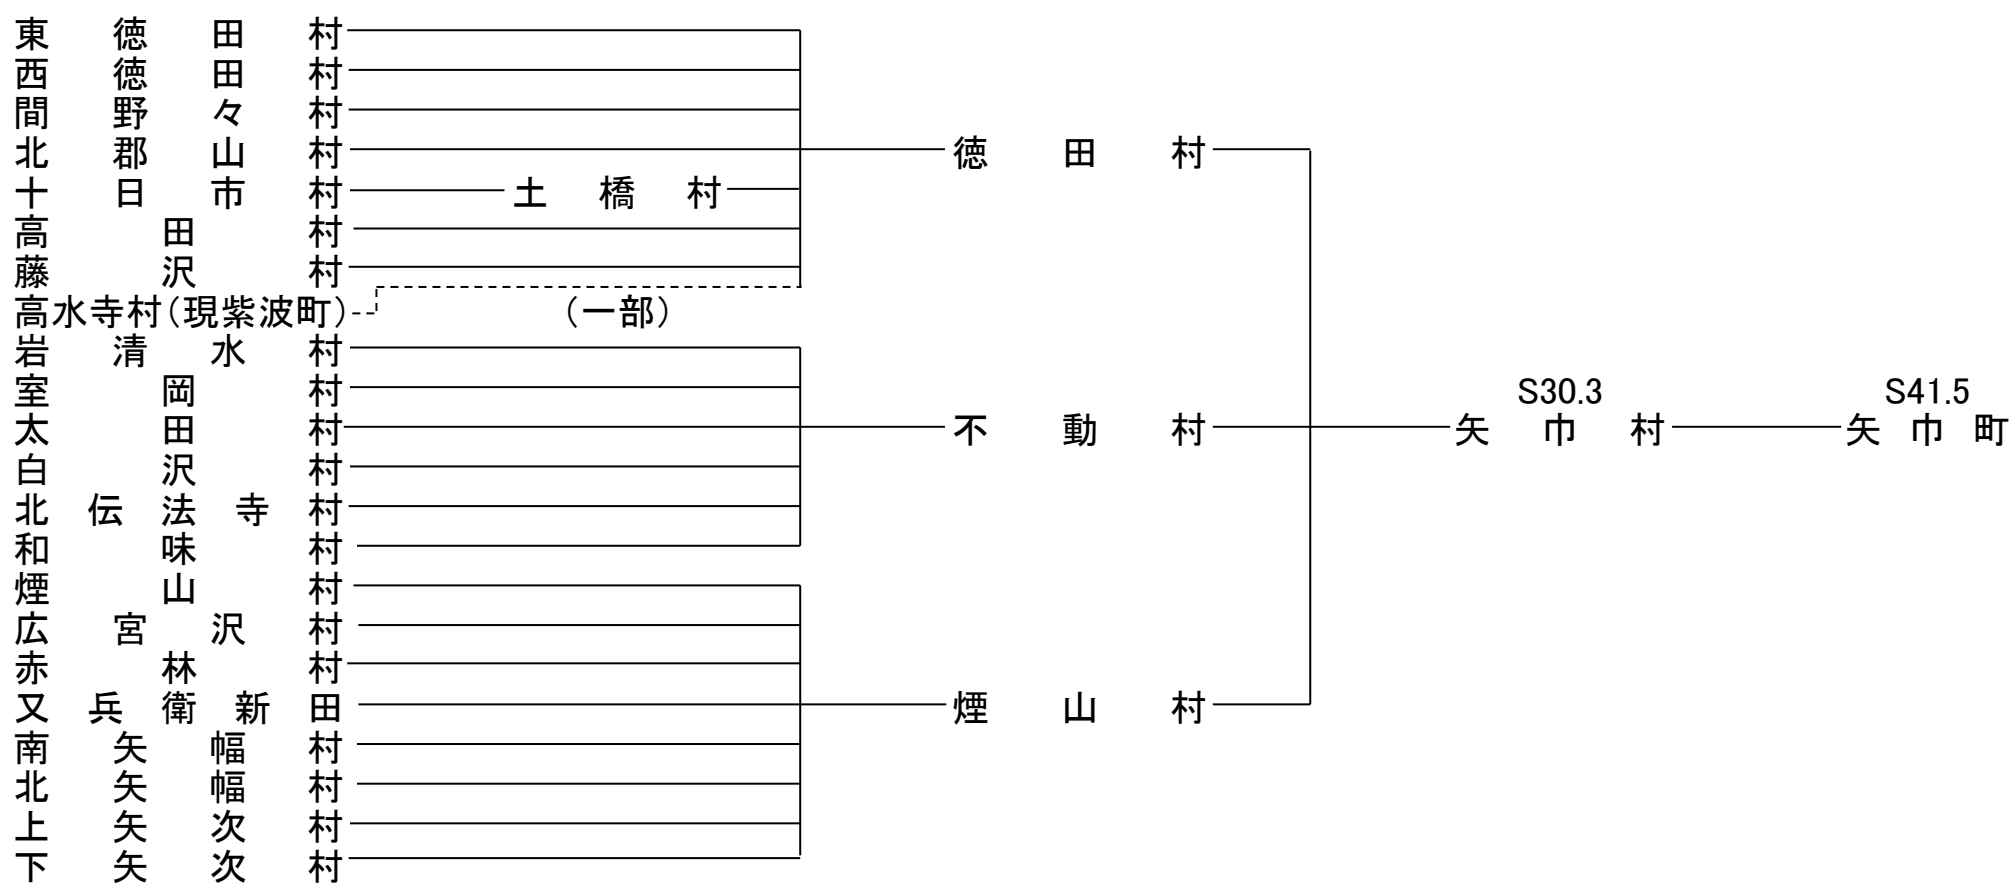 東徳田村
西徳田村
間野々村
北郡山村 徳田村
十日市村 土橋村
高田村
藤沢村
高水寺村(現紫波町) (一部)
岩清水村
室岡村 S30.3 S41.5
太田村 不動村 矢巾村 矢巾町
白沢村
北伝法寺村
和味村
煙山村
広宮沢村
赤林村
又兵衛新田 煙山村
南矢幅村
北矢幅村
上矢次村
下矢次村